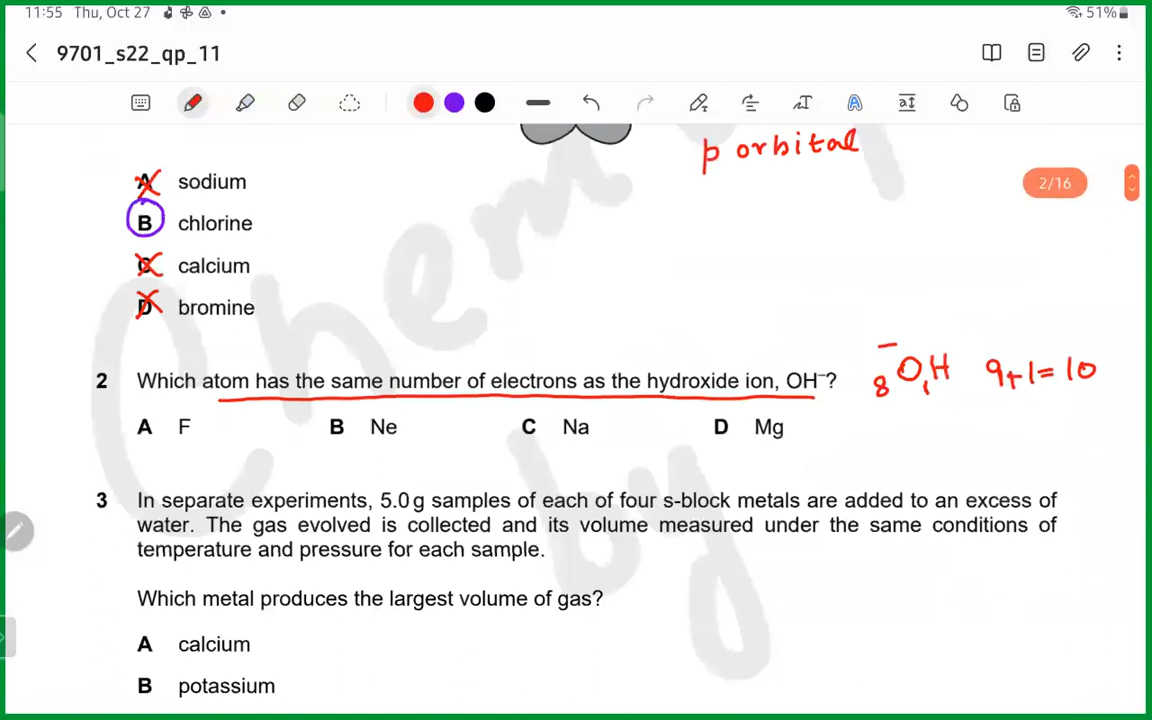 11:55 Thu, Oct 27
51%
9701_s22_qp_11
p orbital
2/16
A sodium
B chlorine
C calcium
D bromine
2 Which atom has the same number of electrons as the hydroxide ion, OH⁻?
⁻ ₈O,₁H 9+1=10
A F B Ne C Na D Mg
3 In separate experiments, 5.0 g samples of each of four s-block metals are added to an excess of
water. The gas evolved is collected and its volume measured under the same conditions of
temperature and pressure for each sample.
Which metal produces the largest volume of gas?
A calcium
B potassium
Chem
by